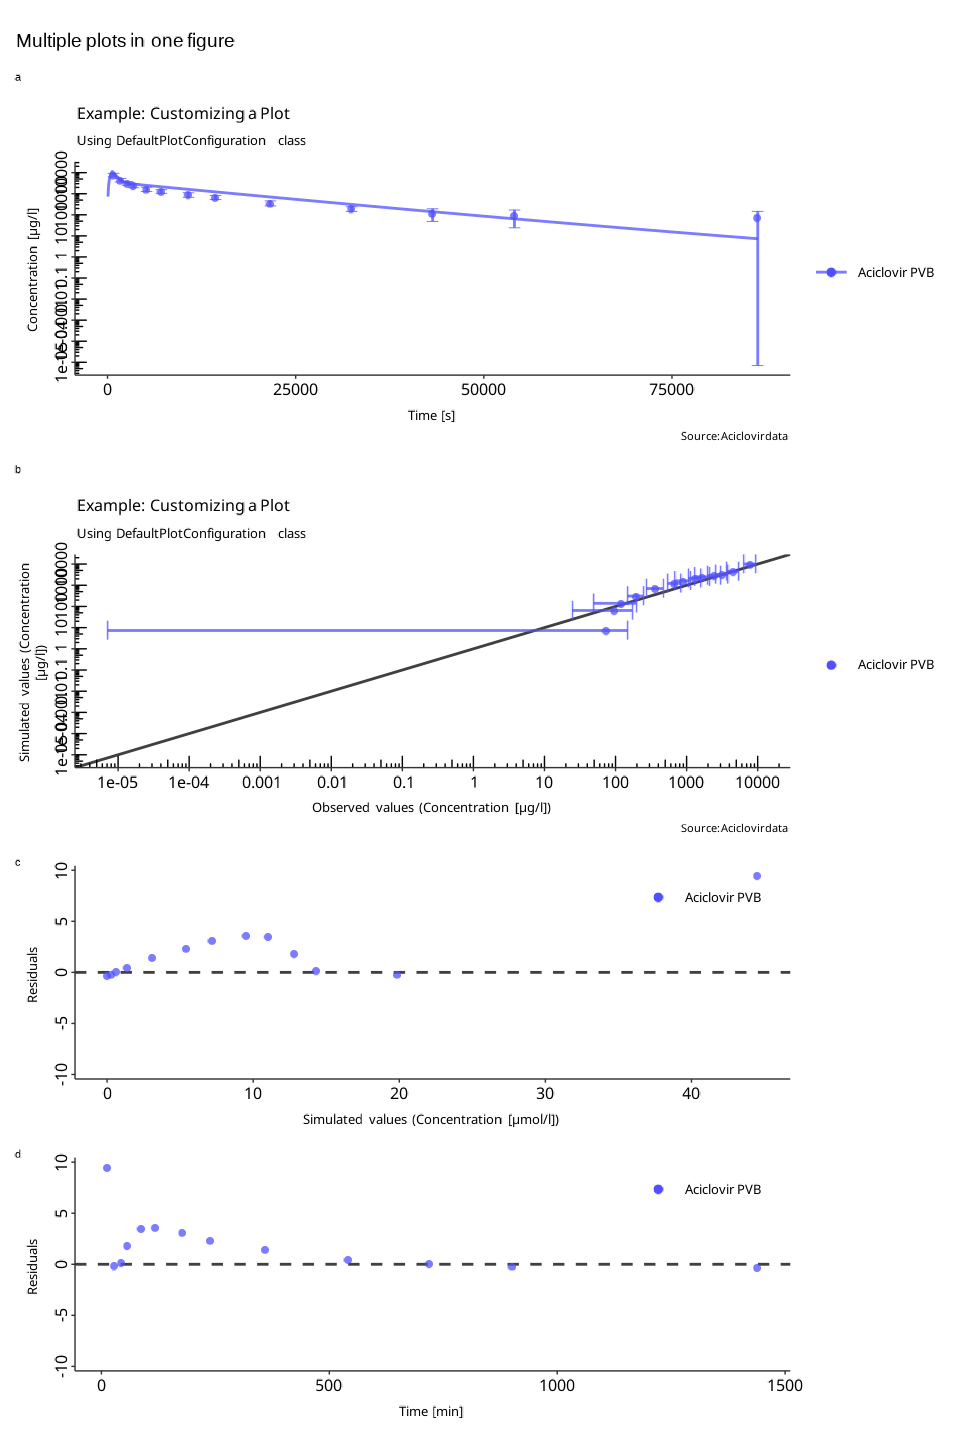 Multiple plots in one figure
a
Example: Customizing a Plot
Using DefaultPlotConfiguration class
Concentration [µg/l]
0
25000
50000
75000
Time [s]
Aciclovir PVB
Source:Aciclovirdata
b
Example: Customizing a Plot
Using DefaultPlotConfiguration class
Simulated values (Concentration
[µg/l])
1e-05
1e-04
0.001
0.01
0.1
1
10
100
1000
10000
Observed values (Concentration [µg/l])
Aciclovir PVB
Source:Aciclovirdata
c
10
5
0
-5
-10
Residuals
Aciclovir PVB
0
10
20
30
40
Simulated values (Concentration [µmol/l])
d
10
5
0
-5
-10
Residuals
Aciclovir PVB
0
500
1000
1500
Time [min]